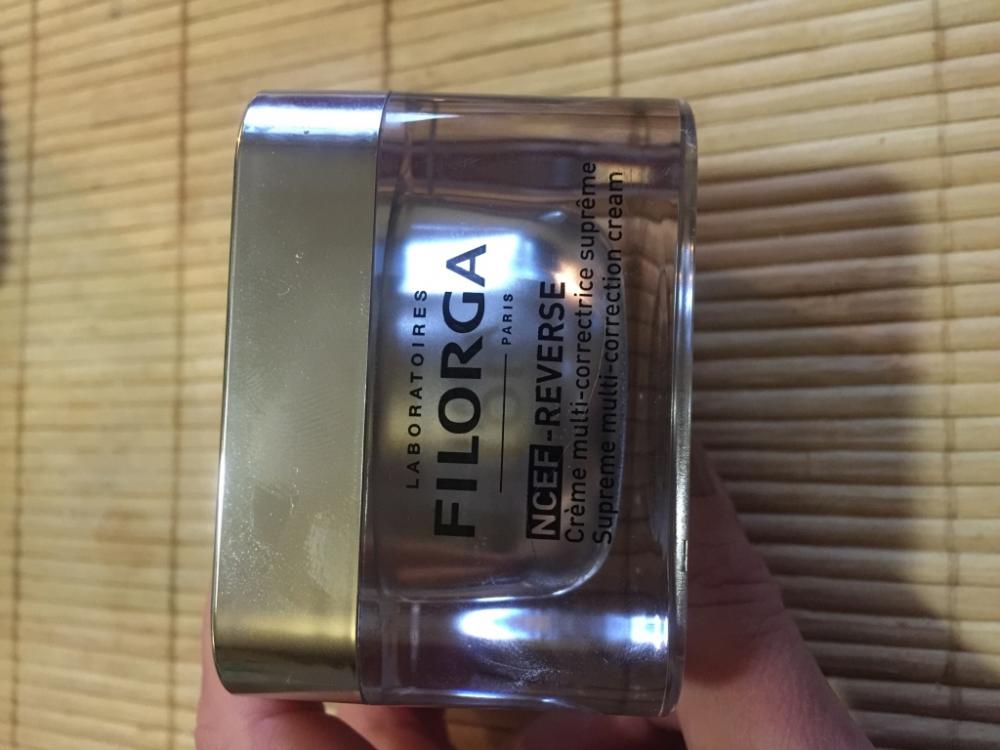 LABORATOIRES
FILORGA
PARIS
NCEF-REVERSE
Crème multi-correctrice suprême
Supreme multi-correction cream